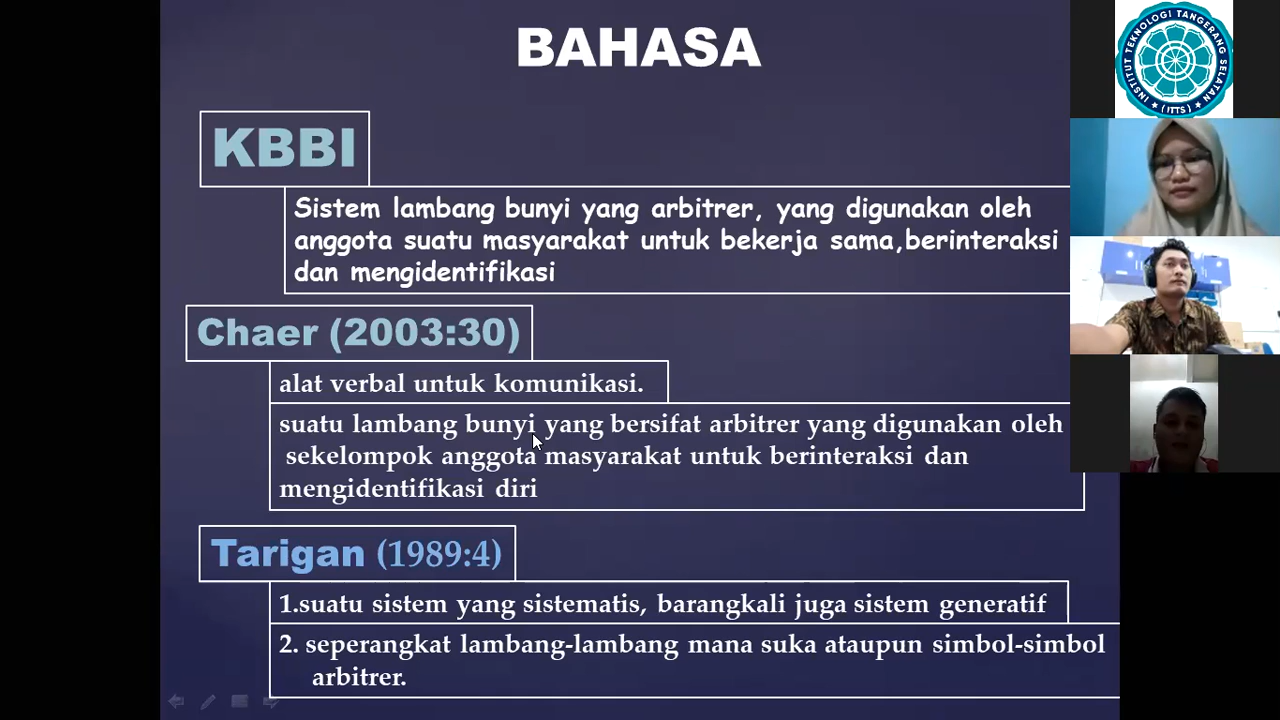 BAHASA
KBBI
Sistem lambang bunyi yang arbitrer, yang digunakan oleh
anggota suatu masyarakat untuk bekerja sama,berinteraksi
dan mengidentifikasi
Chaer (2003:30)
alat verbal untuk komunikasi.
suatu lambang bunyi yang bersifat arbitrer yang digunakan oleh
sekelompok anggota masyarakat untuk berinteraksi dan
mengidentifikasi diri
Tarigan (1989:4)
1.suatu sistem yang sistematis, barangkali juga sistem generatif
2. seperangkat lambang-lambang mana suka ataupun simbol-simbol
arbitrer.
INSTITUT TEKNOLOGI TANGERANG SELATAN
(ITTS)